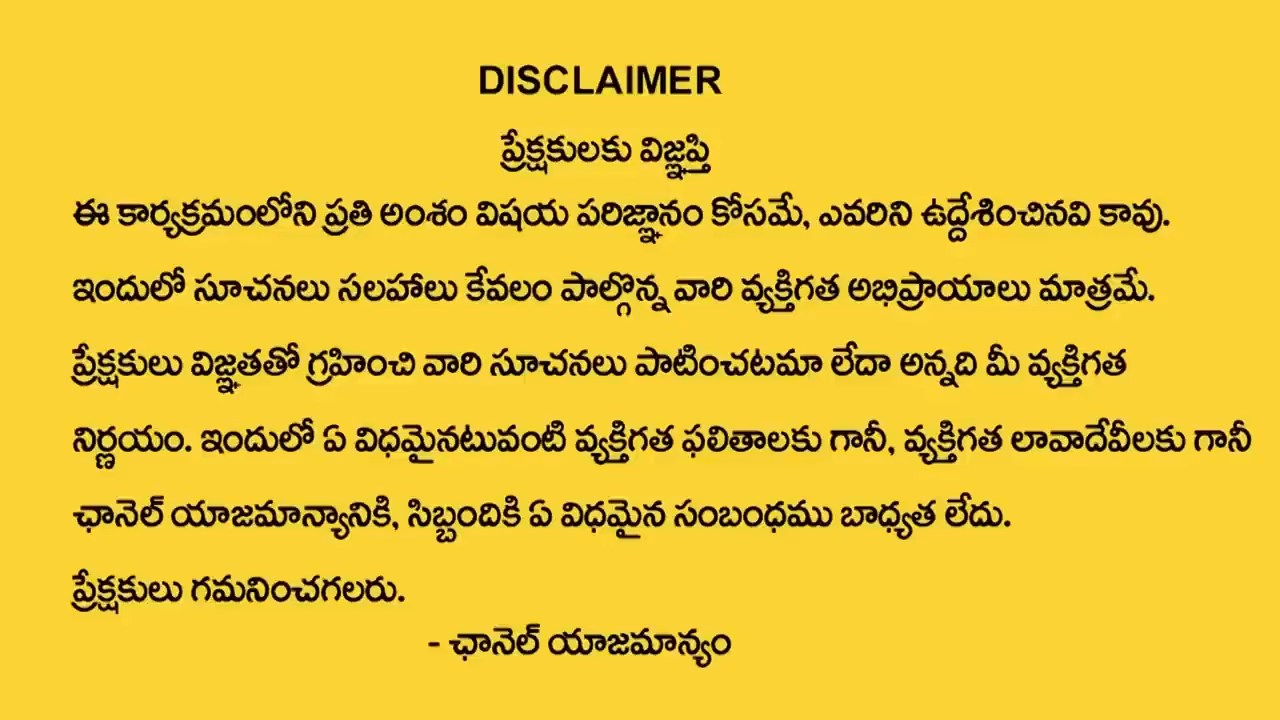 DISCLAIMER
ప్రేక్షకులకు విజ్ఞప్తి
ఈ కార్యక్రమంలోని ప్రతి అంశం విషయ పరిజ్ఞానం కోసమే, ఎవరిని ఉద్దేశించినవి కావు.
ఇందులో సూచనలు సలహాలు కేవలం పాల్గొన్న వారి వ్యక్తిగత అభిప్రాయాలు మాత్రమే.
ప్రేక్షకులు విజ్ఞతతో గ్రహించి వారి సూచనలు పాటించటమా లేదా అన్నది మీ వ్యక్తిగత
నిర్ణయం. ఇందులో ఏ విధమైనటువంటి వ్యక్తిగత ఫలితాలకు గానీ, వ్యక్తిగత లావాదేవీలకు గానీ
ఛానెల్ యాజమాన్యానికి, సిబ్బందికి ఏ విధమైన సంబంధము బాధ్యత లేదు.
ప్రేక్షకులు గమనించగలరు.
- ఛానెల్ యాజమాన్యం